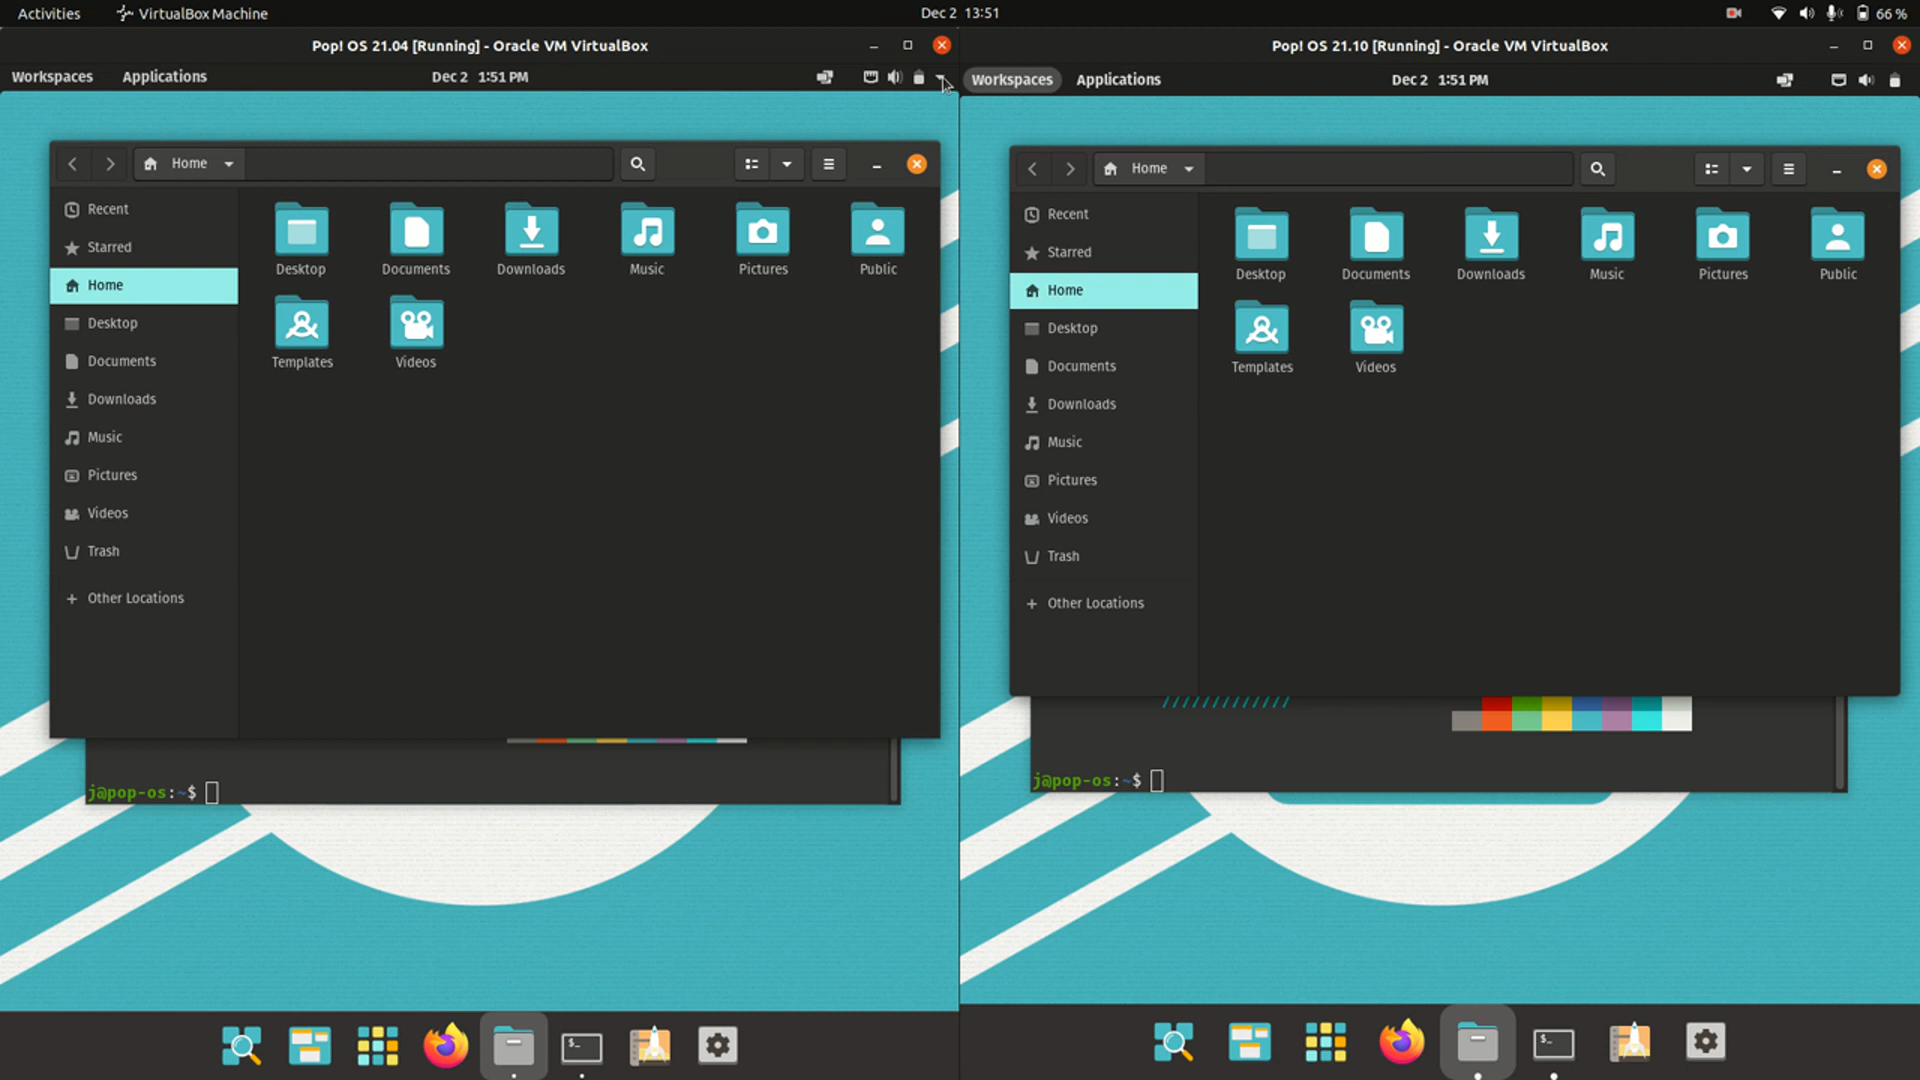 Activities VirtualBox Machine Dec 2 13:51 66 %
Pop! OS 21.04 [Running] - Oracle VM VirtualBox
Workspaces Applications Dec 2 1:51 PM
Home
Recent
Starred
Home
Desktop
Documents
Downloads
Music
Pictures
Videos
Trash
Other Locations
Desktop Documents Downloads Music Pictures Public
Templates Videos
j@pop-os:~$
Pop! OS 21.10 [Running] - Oracle VM VirtualBox
Workspaces Applications Dec 2 1:51 PM
Home
Recent
Starred
Home
Desktop
Documents
Downloads
Music
Pictures
Videos
Trash
Other Locations
Desktop Documents Downloads Music Pictures Public
Templates Videos
/////////////
j@pop-os:~$